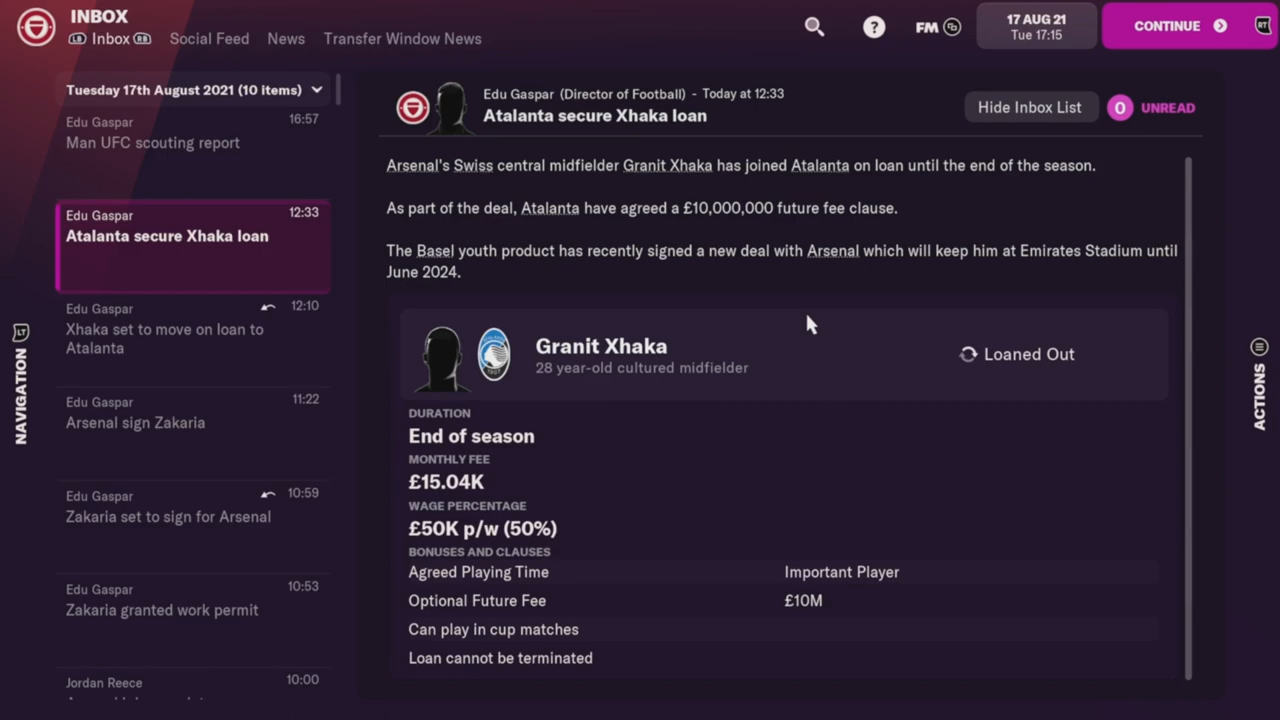 INBOX
LB Inbox RB Social Feed News Transfer Window News
FM
17 AUG 21
Tue 17:15
CONTINUE
RT
Tuesday 17th August 2021 (10 items)
Edu Gaspar 16:57
Man UFC scouting report
Edu Gaspar 12:33
Atalanta secure Xhaka loan
Edu Gaspar 12:10
Xhaka set to move on loan to
Atalanta
Edu Gaspar 11:22
Arsenal sign Zakaria
Edu Gaspar 10:59
Zakaria set to sign for Arsenal
Edu Gaspar 10:53
Zakaria granted work permit
Jordan Reece 10:00
LT
NAVIGATION
Edu Gaspar (Director of Football) - Today at 12:33
Atalanta secure Xhaka loan
Hide Inbox List
0 UNREAD
Arsenal's Swiss central midfielder Granit Xhaka has joined Atalanta on loan until the end of the season.
As part of the deal, Atalanta have agreed a £10,000,000 future fee clause.
The Basel youth product has recently signed a new deal with Arsenal which will keep him at Emirates Stadium until
June 2024.
Granit Xhaka
28 year-old cultured midfielder
Loaned Out
DURATION
End of season
MONTHLY FEE
£15.04K
WAGE PERCENTAGE
£50K p/w (50%)
BONUSES AND CLAUSES
Agreed Playing Time Important Player
Optional Future Fee £10M
Can play in cup matches
Loan cannot be terminated
ACTIONS